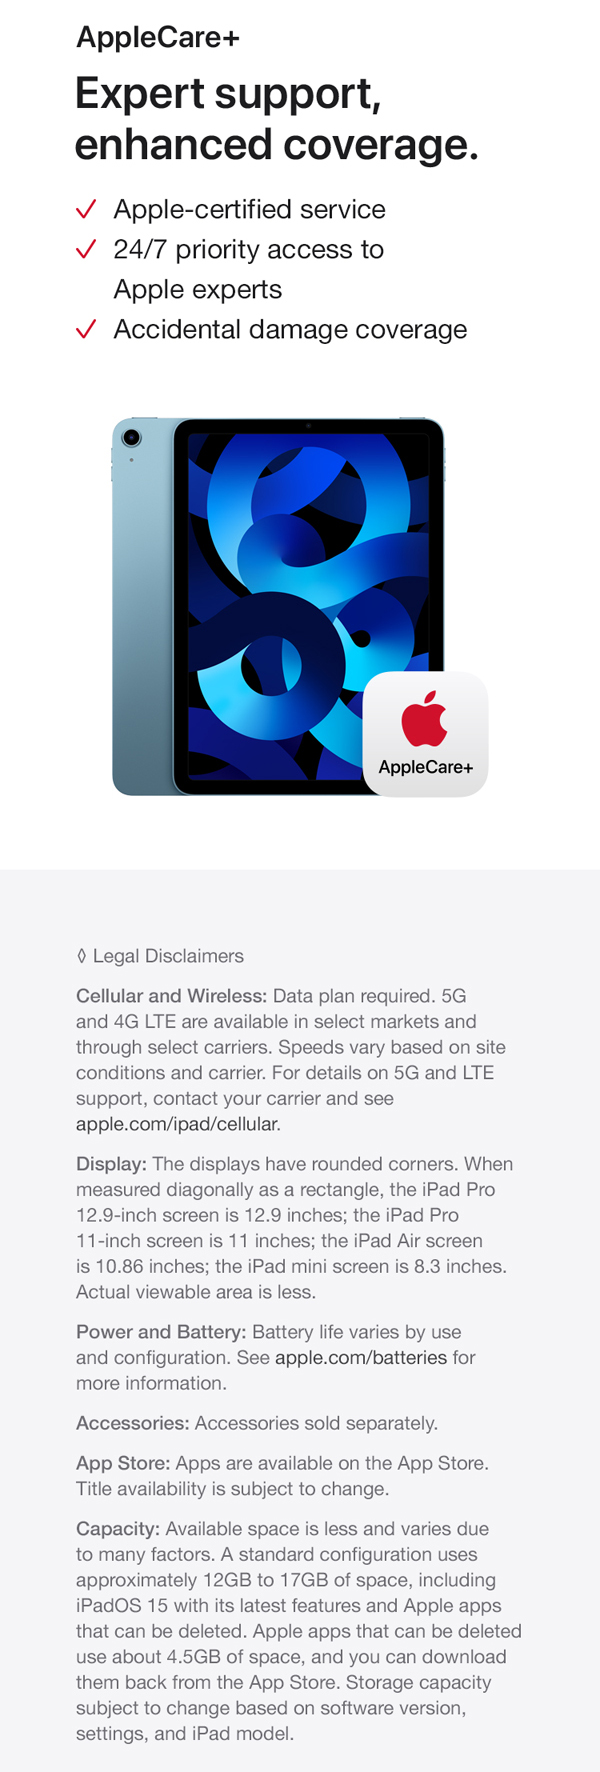 AppleCare+
Expert support,
enhanced coverage.
✓ Apple-certified service
✓ 24/7 priority access to
Apple experts
✓ Accidental damage coverage
AppleCare+
◊ Legal Disclaimers
Cellular and Wireless: Data plan required. 5G
and 4G LTE are available in select markets and
through select carriers. Speeds vary based on site
conditions and carrier. For details on 5G and LTE
support, contact your carrier and see
apple.com/ipad/cellular.
Display: The displays have rounded corners. When
measured diagonally as a rectangle, the iPad Pro
12.9-inch screen is 12.9 inches; the iPad Pro
11-inch screen is 11 inches; the iPad Air screen
is 10.86 inches; the iPad mini screen is 8.3 inches.
Actual viewable area is less.
Power and Battery: Battery life varies by use
and configuration. See apple.com/batteries for
more information.
Accessories: Accessories sold separately.
App Store: Apps are available on the App Store.
Title availability is subject to change.
Capacity: Available space is less and varies due
to many factors. A standard configuration uses
approximately 12GB to 17GB of space, including
iPadOS 15 with its latest features and Apple apps
that can be deleted. Apple apps that can be deleted
use about 4.5GB of space, and you can download
them back from the App Store. Storage capacity
subject to change based on software version,
settings, and iPad model.